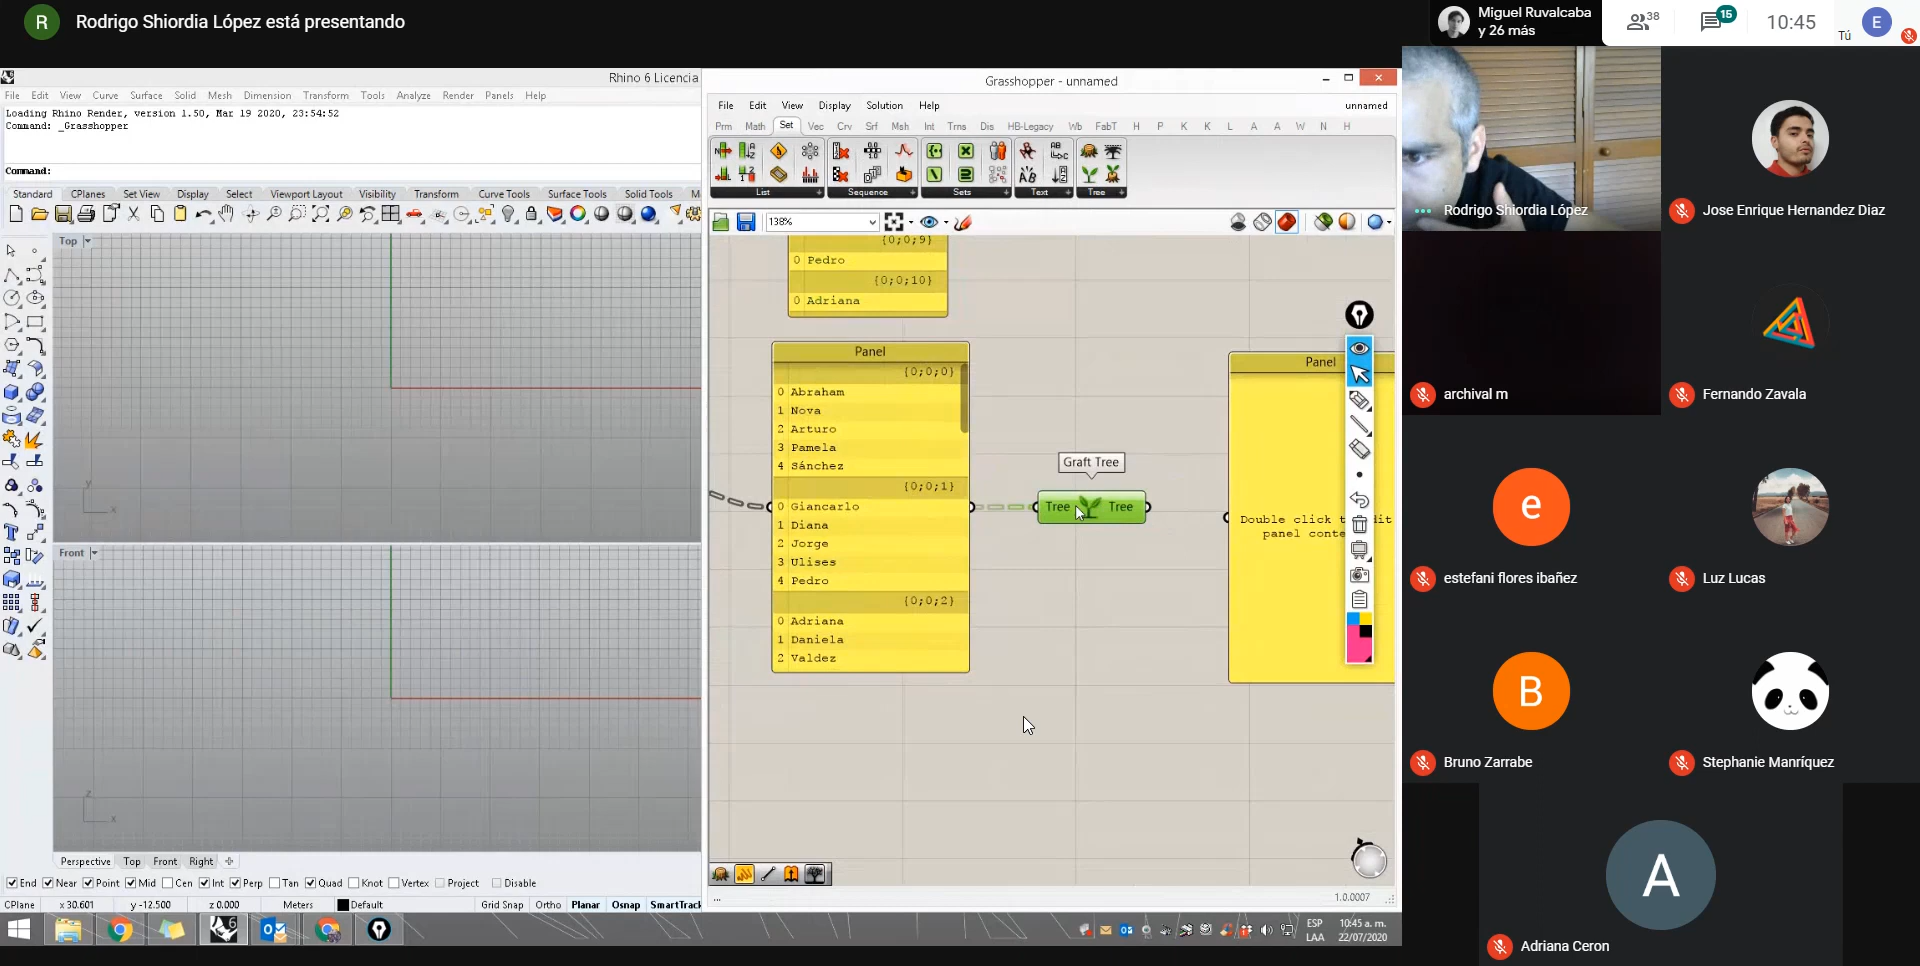 R Rodrigo Shiordia López está presentando
Miguel Ruvalcaba
y 26 más
38
15
10:45
Tú
E
Rhino 6 Licencia
File Edit View Curve Surface Solid Mesh Dimension Transform Tools Analyze Render Panels Help
Loading Rhino Render, version 1.50, Mar 19 2020, 23:54:52
Command: _Grasshopper
Command:
Standard CPlanes Set View Display Select Viewport Layout Visibility Transform Curve Tools Surface Tools Solid Tools M
Top
y
x
Front
z
x
Perspective Top Front Right
End Near Point Mid Cen Int Perp Tan Quad Knot Vertex Project Disable
CPlane x 30.601 y -12.500 z 0.000 Meters Default Grid Snap Ortho Planar Osnap SmartTrack
Grasshopper - unnamed
File Edit View Display Solution Help unnamed
Prm Math Set Vec Crv Srf Msh Int Trns Dis HB-Legacy Wb FabT H P K K L A A W N H
List Sequence Sets Text Tree
138%
{0;0;9}
0 Pedro
{0;0;10}
0 Adriana
Panel
{0;0;0}
0 Abraham
1 Nova
2 Arturo
3 Pamela
4 Sánchez
{0;0;1}
0 Giancarlo
1 Diana
2 Jorge
3 Ulises
4 Pedro
{0;0;2}
0 Adriana
1 Daniela
2 Valdez
Graft Tree
Tree Tree
Panel
Double click t dit
panel conte
...
1.0.0007
ESP
LAA
10:45 a. m.
22/07/2020
Rodrigo Shiordia López
Jose Enrique Hernandez Diaz
archival m
Fernando Zavala
e
estefani flores ibañez
Luz Lucas
B
Bruno Zarrabe
Stephanie Manríquez
A
Adriana Ceron